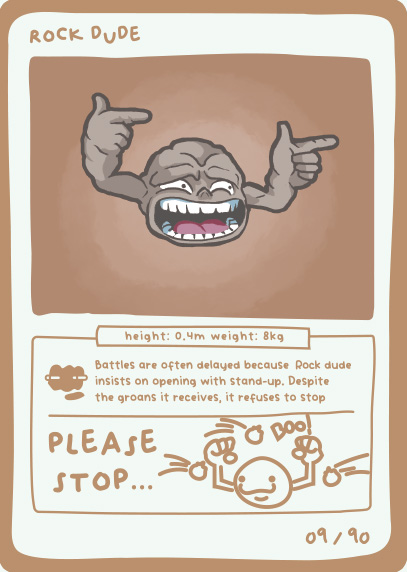 ROCK DUDE
height: 0.4m weight: 8kg
Battles are often delayed because Rock dude
insists on opening with stand-up. Despite
the groans it receives, it refuses to stop
BOO!
PLEASE
STOP...
09/90